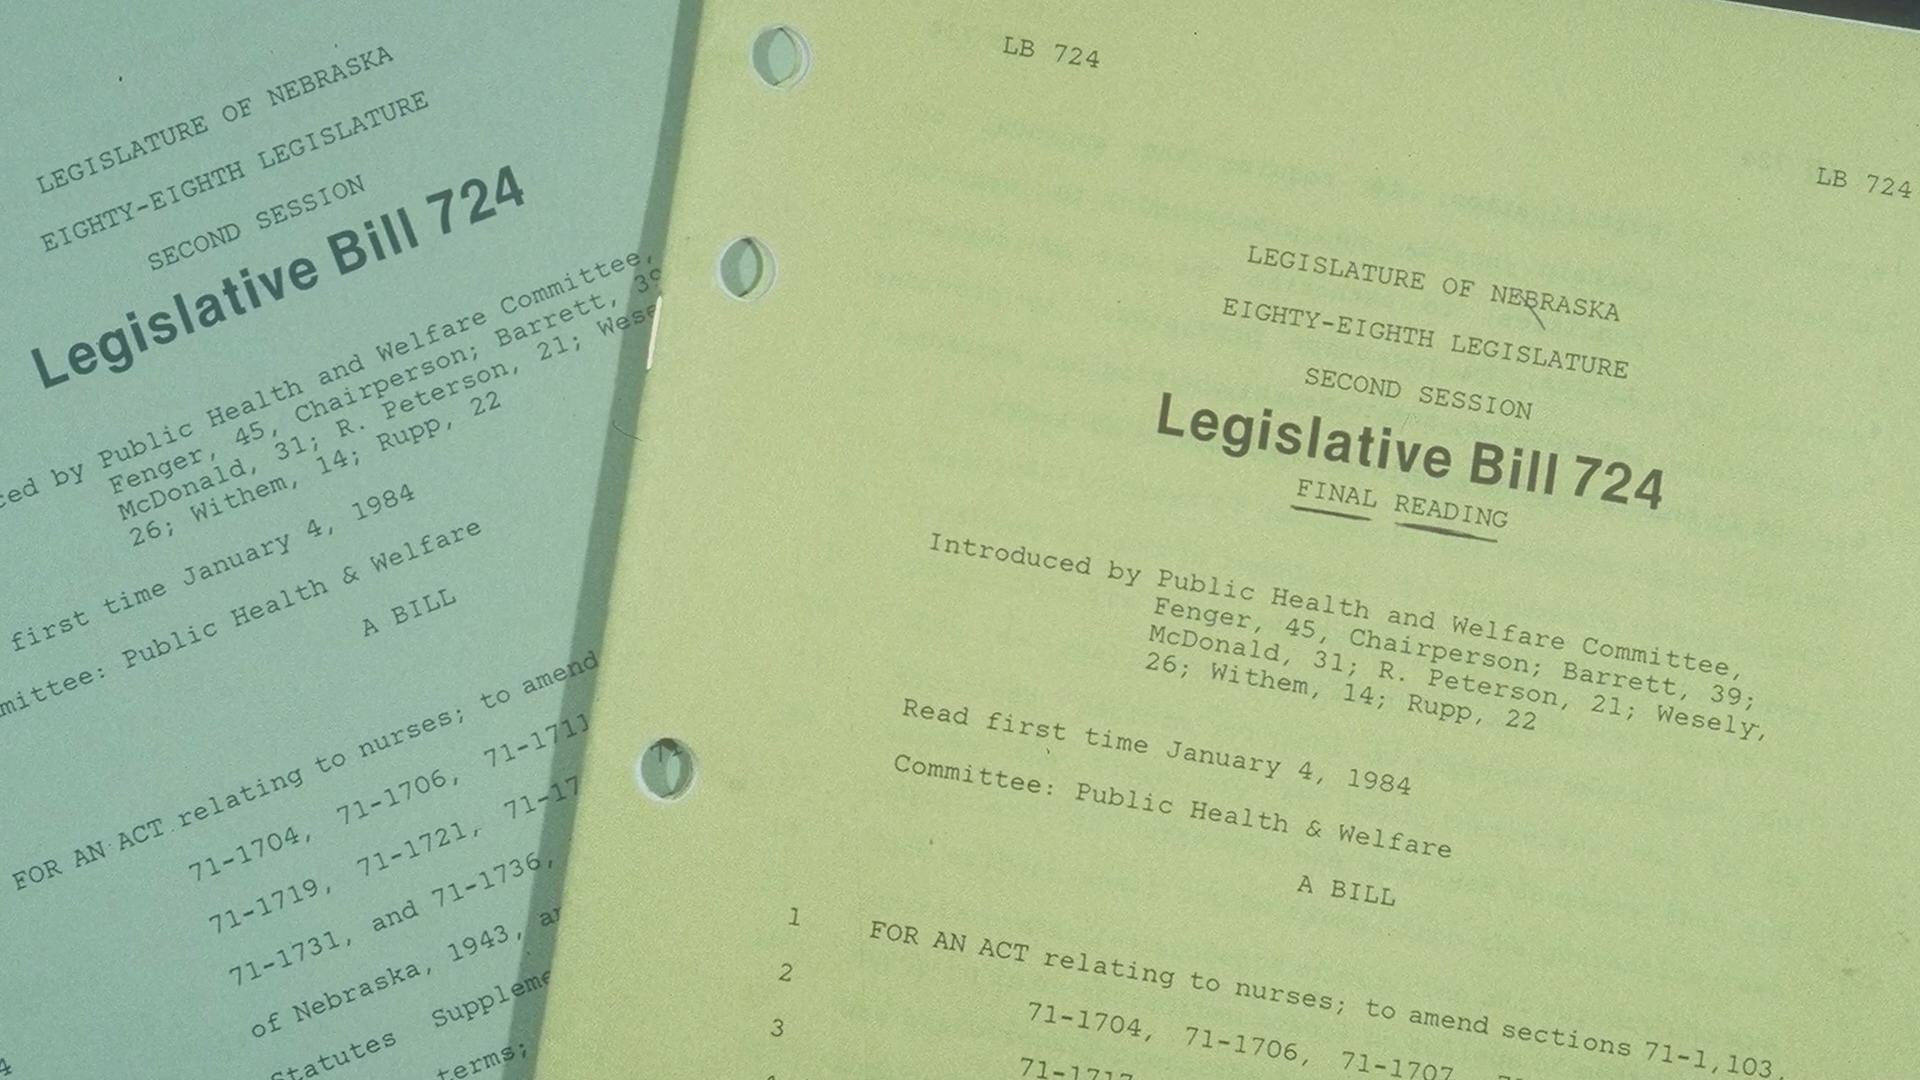 LEGISLATURE OF NEBRASKA
EIGHTY-EIGHTH LEGISLATURE
SECOND SESSION
Legislative Bill 724
by Public Health and Welfare Committee,
Fenger, 45, Chairperson; Barrett, 39
McDonald, 31; R. Peterson, 21; Wese
26; Withem, 14; Rupp, 22
first time January 4, 1984
mittee: Public Health & Welfare
A BILL
FOR AN ACT relating to nurses; to amend
71-1704, 71-1706, 71-171
71-1719, 71-1721, 71-17
71-1731, and 71-1736,
of Nebraska, 1943, an
Statutes Suppleme
terms;
LB 724
LB 724
LEGISLATURE OF NEBRASKA
EIGHTY-EIGHTH LEGISLATURE
SECOND SESSION
Legislative Bill 724
FINAL READING
Introduced by Public Health and Welfare Committee,
Fenger, 45, Chairperson; Barrett, 39;
McDonald, 31; R. Peterson, 21; Wesely,
26; Withem, 14; Rupp, 22
Read first time January 4, 1984
Committee: Public Health & Welfare
A BILL
1 FOR AN ACT relating to nurses; to amend sections 71-1,103,
2 71-1704, 71-1706, 71-1707,
3 71-1717